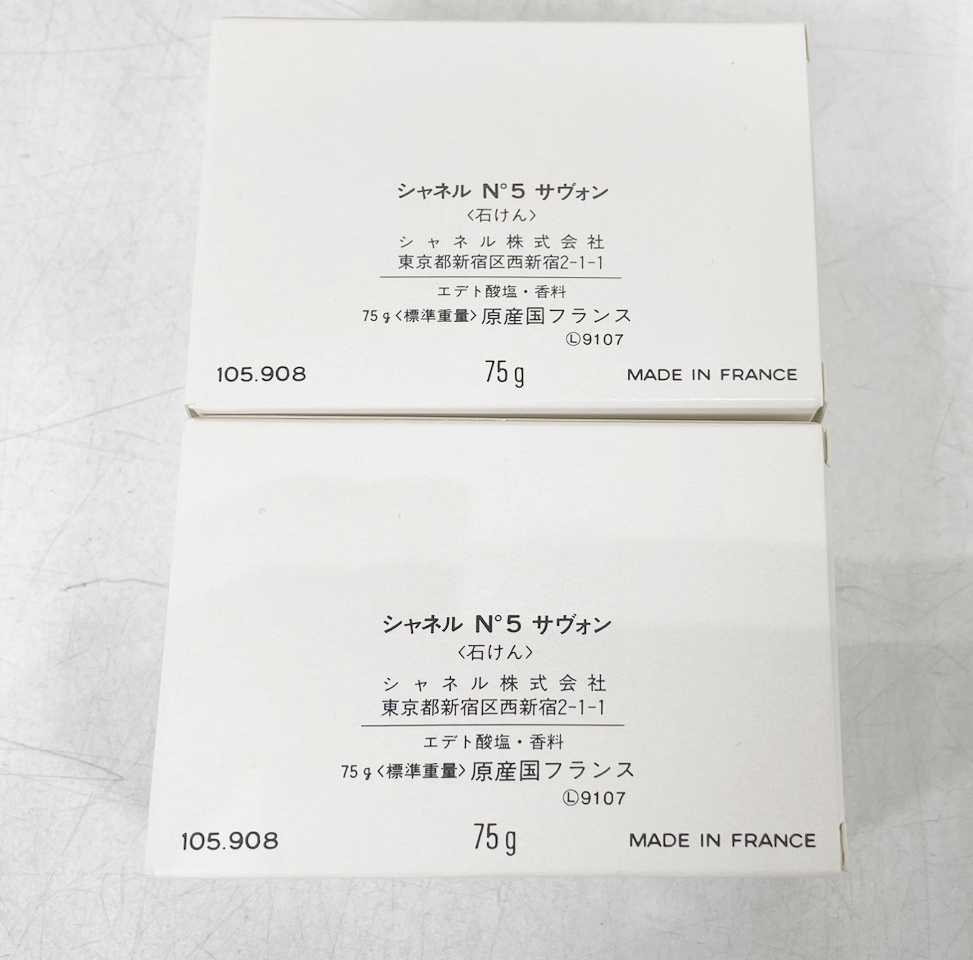 シャネル N°5 サヴォン
〈石けん〉
シャネル株式会社
東京都新宿区西新宿2-1-1
エデト酸塩・香料
75g〈標準重量〉原産国フランス
Ⓛ9107
105.908 75g MADE IN FRANCE
シャネル N°5 サヴォン
〈石けん〉
シャネル株式会社
東京都新宿区西新宿2-1-1
エデト酸塩・香料
75g〈標準重量〉原産国フランス
Ⓛ9107
105.908 75g MADE IN FRANCE